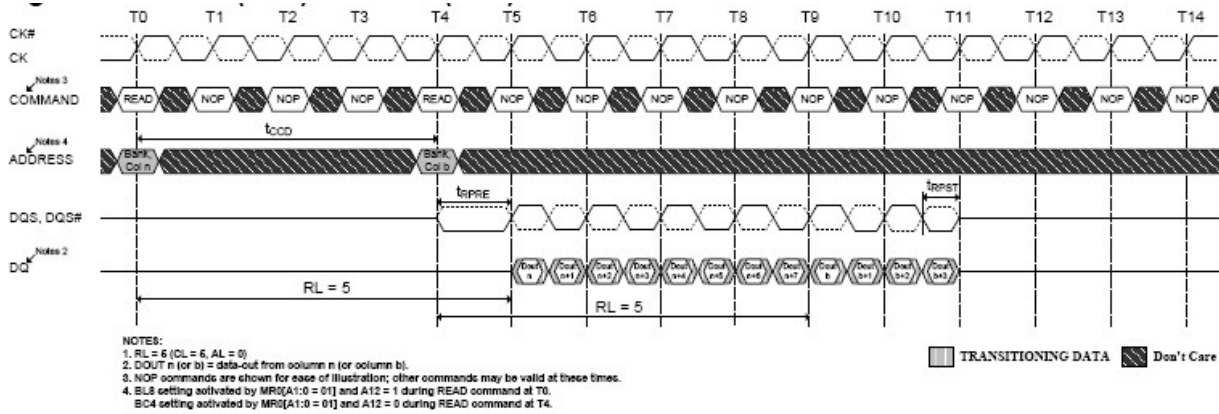 T0 T1 T2 T3 T4 T5 T6 T7 T8 T9 T10 T11 T12 T13 T14
CK#
CK
Notes 3
COMMAND READ NOP NOP NOP READ NOP NOP NOP NOP NOP NOP NOP NOP NOP NOP
tCCD
Notes 4
ADDRESS Bank, Col n Bank, Col b
tRPRE tRPST
DQS, DQS#
Notes 2
DQ Dout n Dout n+1 Dout n+2 Dout n+3 Dout n+4 Dout n+5 Dout n+6 Dout n+7 Dout b Dout b+1 Dout b+2 Dout b+3
RL = 5 RL = 5
NOTES:
1. RL = 5 (CL = 5, AL = 0)
2. DOUT n (or b) = data-out from column n (or column b).
3. NOP commands are shown for ease of illustration; other commands may be valid at these times.
4. BL8 setting activated by MR0[A1:0 = 01] and A12 = 1 during READ command at T0.
BC4 setting activated by MR0[A1:0 = 01] and A12 = 0 during READ command at T4.
TRANSITIONING DATA Don't Care